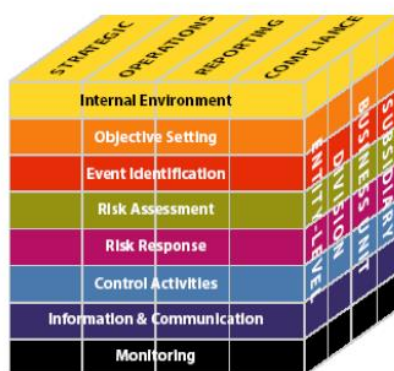 STRATEGIC
OPERATIONS
REPORTING
COMPLIANCE
Internal Environment
Objective Setting
Event Identification
Risk Assessment
Risk Response
Control Activities
Information & Communication
Monitoring
ENTITY-LEVEL
DIVISION
BUSINESS UNIT
SUBSIDIARY